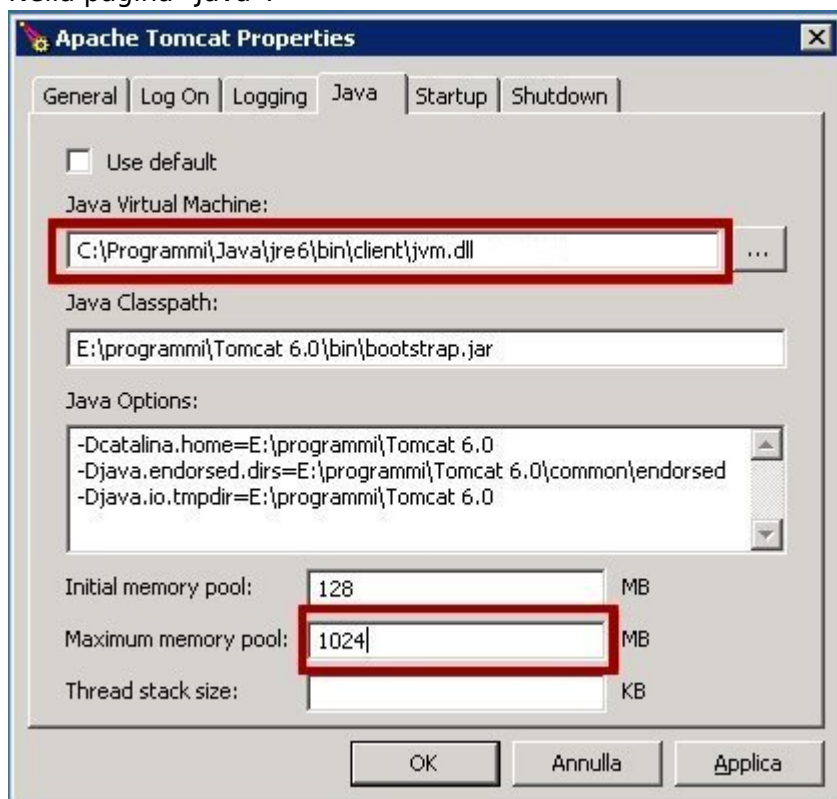 Nella pagina "java":
Apache Tomcat Properties
General Log On Logging Java Startup Shutdown
Use default
Java Virtual Machine:
C:\Programmi\Java\jre6\bin\client\jvm.dll ...
Java Classpath:
E:\programmi\Tomcat 6.0\bin\bootstrap.jar
Java Options:
-Dcatalina.home=E:\programmi\Tomcat 6.0
-Djava.endorsed.dirs=E:\programmi\Tomcat 6.0\common\endorsed
-Djava.io.tmpdir=E:\programmi\Tomcat 6.0
Initial memory pool: 128 MB
Maximum memory pool: 1024 MB
Thread stack size: KB
OK Annulla Applica